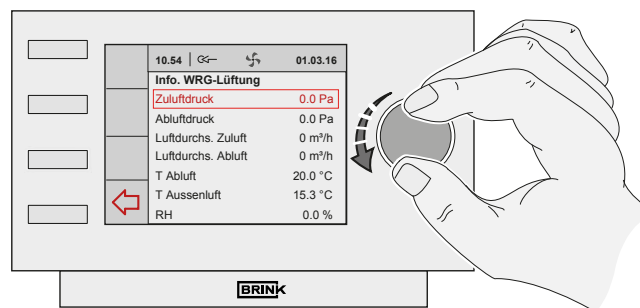 10.54 01.03.16
Info. WRG-Lüftung
Zuluftdruck 0.0 Pa
Abluftdruck 0.0 Pa
Luftdurchs. Zuluft 0 m³/h
Luftdurchs. Abluft 0 m³/h
T Abluft 20.0 °C
T Aussenluft 15.3 °C
RH 0.0 %
BRINK